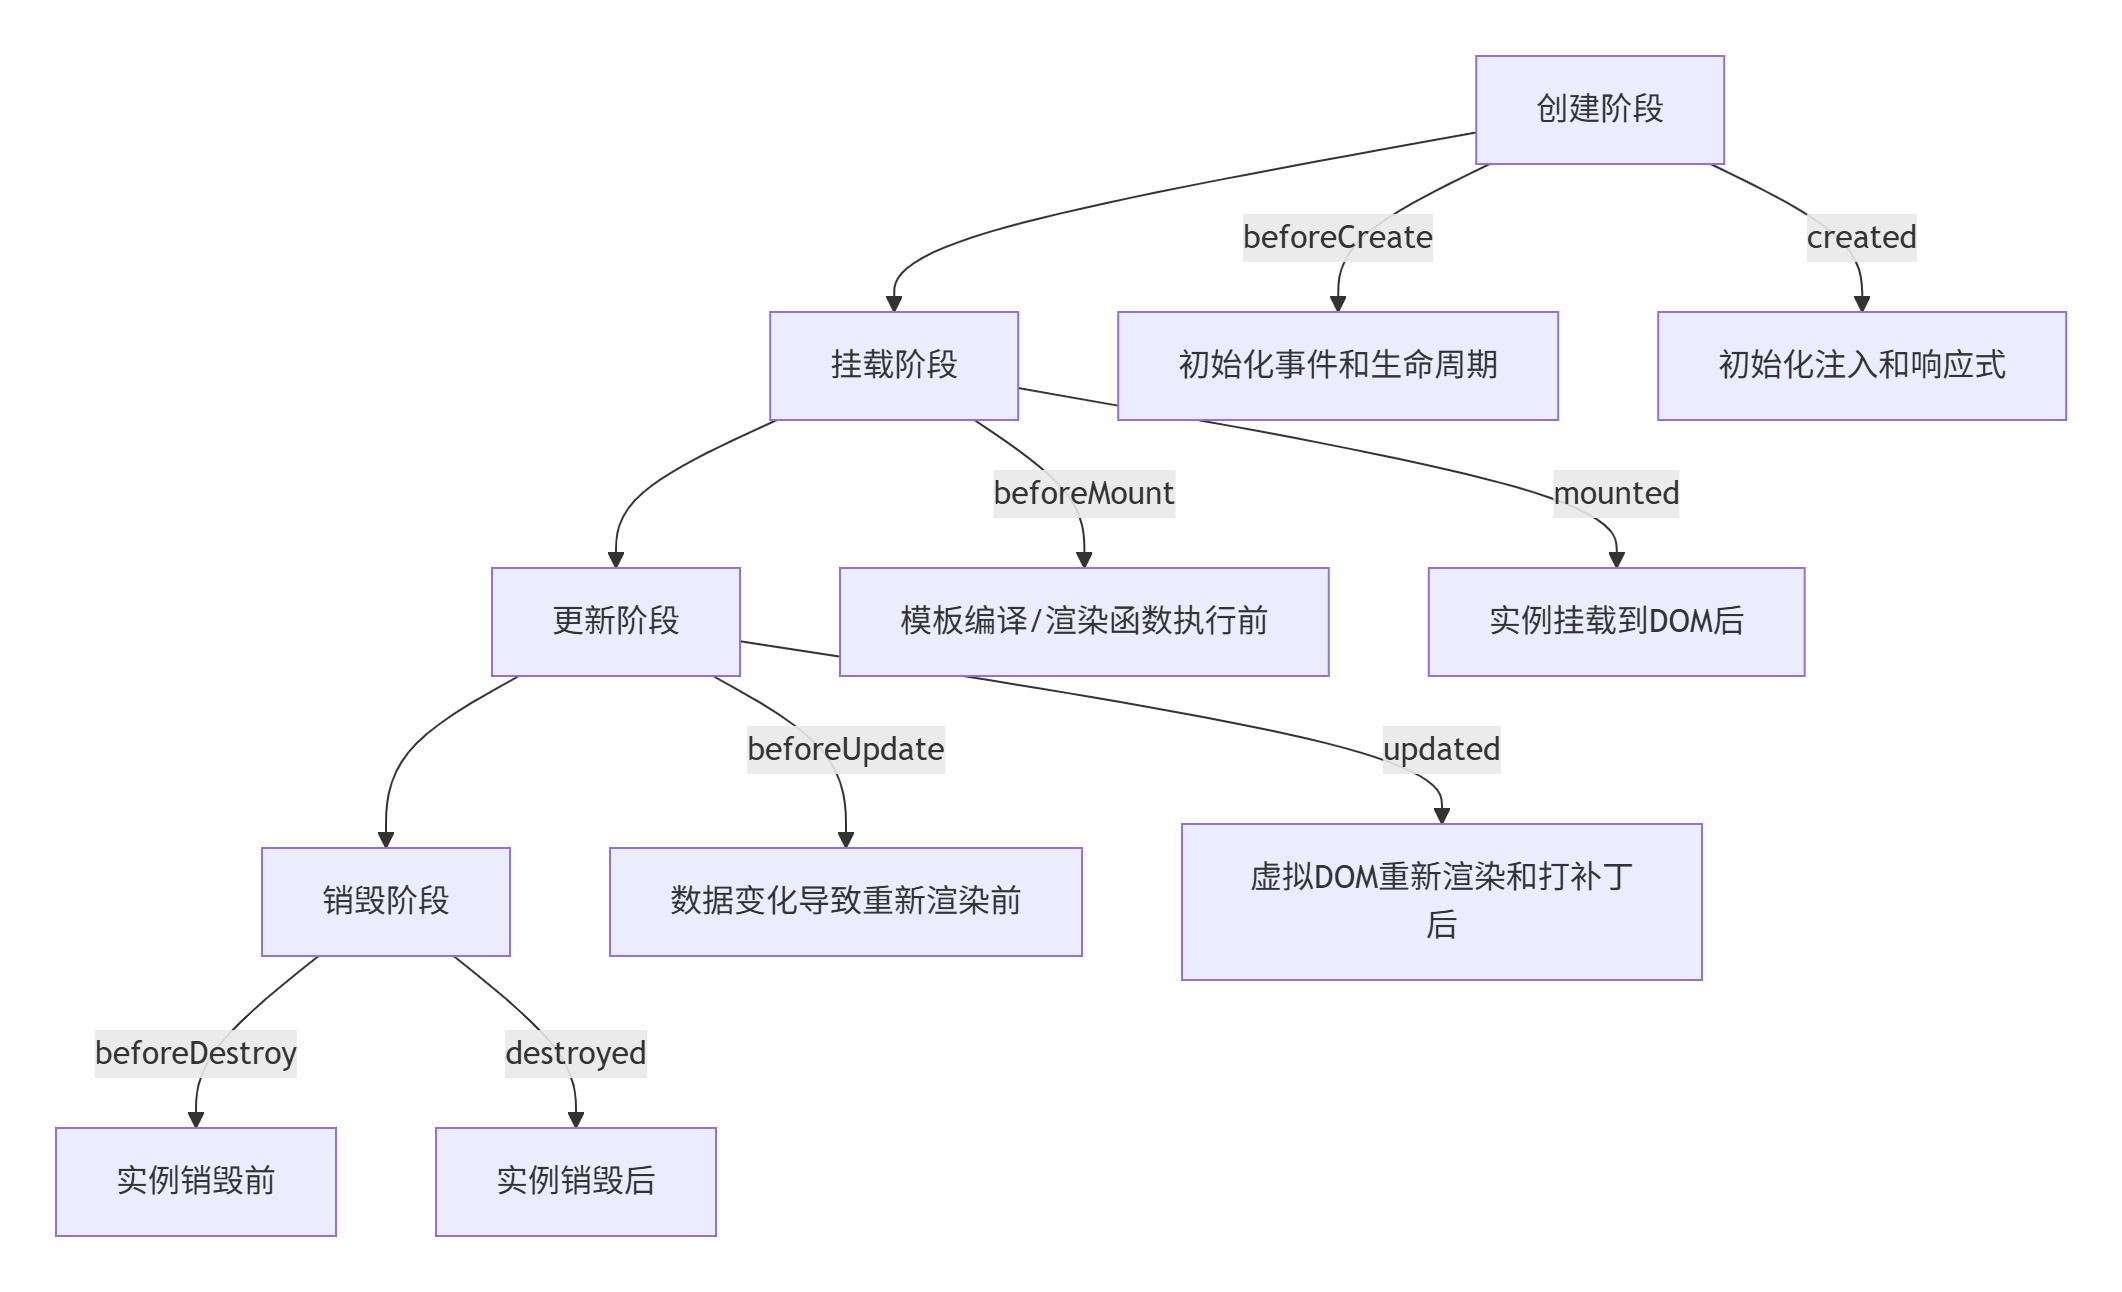 创建阶段
beforeCreate
created
挂载阶段
初始化事件和生命周期
初始化注入和响应式
beforeMount
mounted
更新阶段
模板编译/渲染函数执行前
实例挂载到DOM后
beforeUpdate
updated
销毁阶段
数据变化导致重新渲染前
虚拟DOM重新渲染和打补丁
后
beforeDestroy
destroyed
实例销毁前
实例销毁后